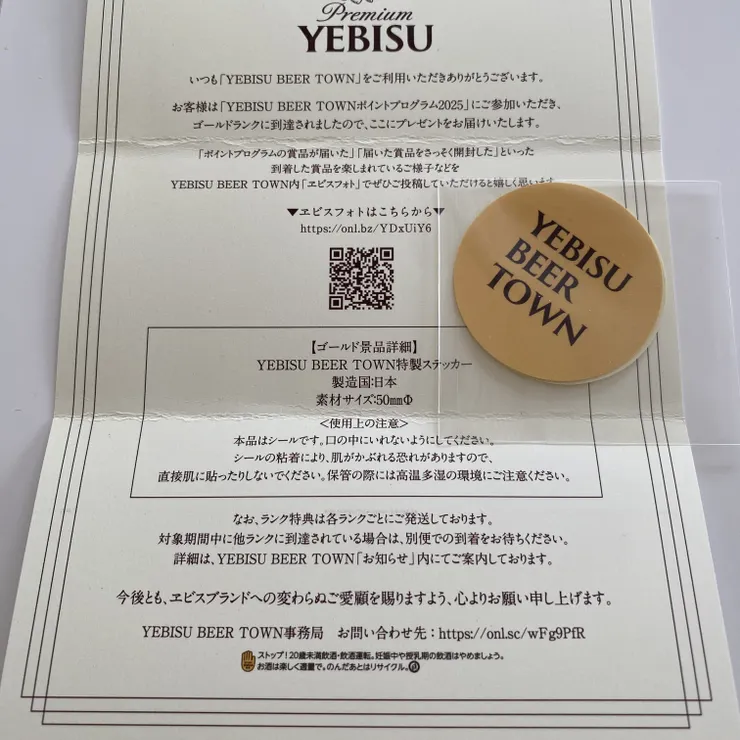 Premium
YEBISU
いつも「YEBISU BEER TOWN」をご利用いただきありがとうございます。
お客様は「YEBISU BEER TOWNポイントプログラム2025」にご参加いただき、
ゴールドランクに到達されましたので、ここにプレゼントをお届けいたします。
「ポイントプログラムの賞品が届いた」「届いた賞品をさっそく開封した」といった
到着した賞品を楽しまれているご様子などを
YEBISU BEER TOWN内「ヱビスフォト」でぜひご投稿していただけると嬉しく思います
▼ヱビスフォトはこちらから▼
https://onl.bz/YDxUiY6
YEBISU
BEER
TOWN
【ゴールド景品詳細】
YEBISU BEER TOWN特製ステッカー
製造国:日本
素材サイズ:50mmΦ
<使用上の注意>
本品はシールです。口の中にいれないようにしてください。
シールの粘着により、肌がかぶれる恐れがありますので、
直接肌に貼ったりしないでください。保管の際には高温多湿の環境にご注意ください。
なお、ランク特典は各ランクごとにご発送しております。
対象期間中に他ランクに到達されている場合は、別便での到着をお待ちください。
詳細は、YEBISU BEER TOWN「お知らせ」内にてご案内しております。
今後とも、ヱビスブランドへの変わらぬご愛顧を賜りますよう、心よりお願い申し上げます。
YEBISU BEER TOWN事務局 お問い合わせ先:https://onl.sc/wFg9PfR
ストップ!20歳未満飲酒・飲酒運転。妊娠中や授乳期の飲酒はやめましょう。
お酒は楽しく適量で。のんだあとはリサイクル。